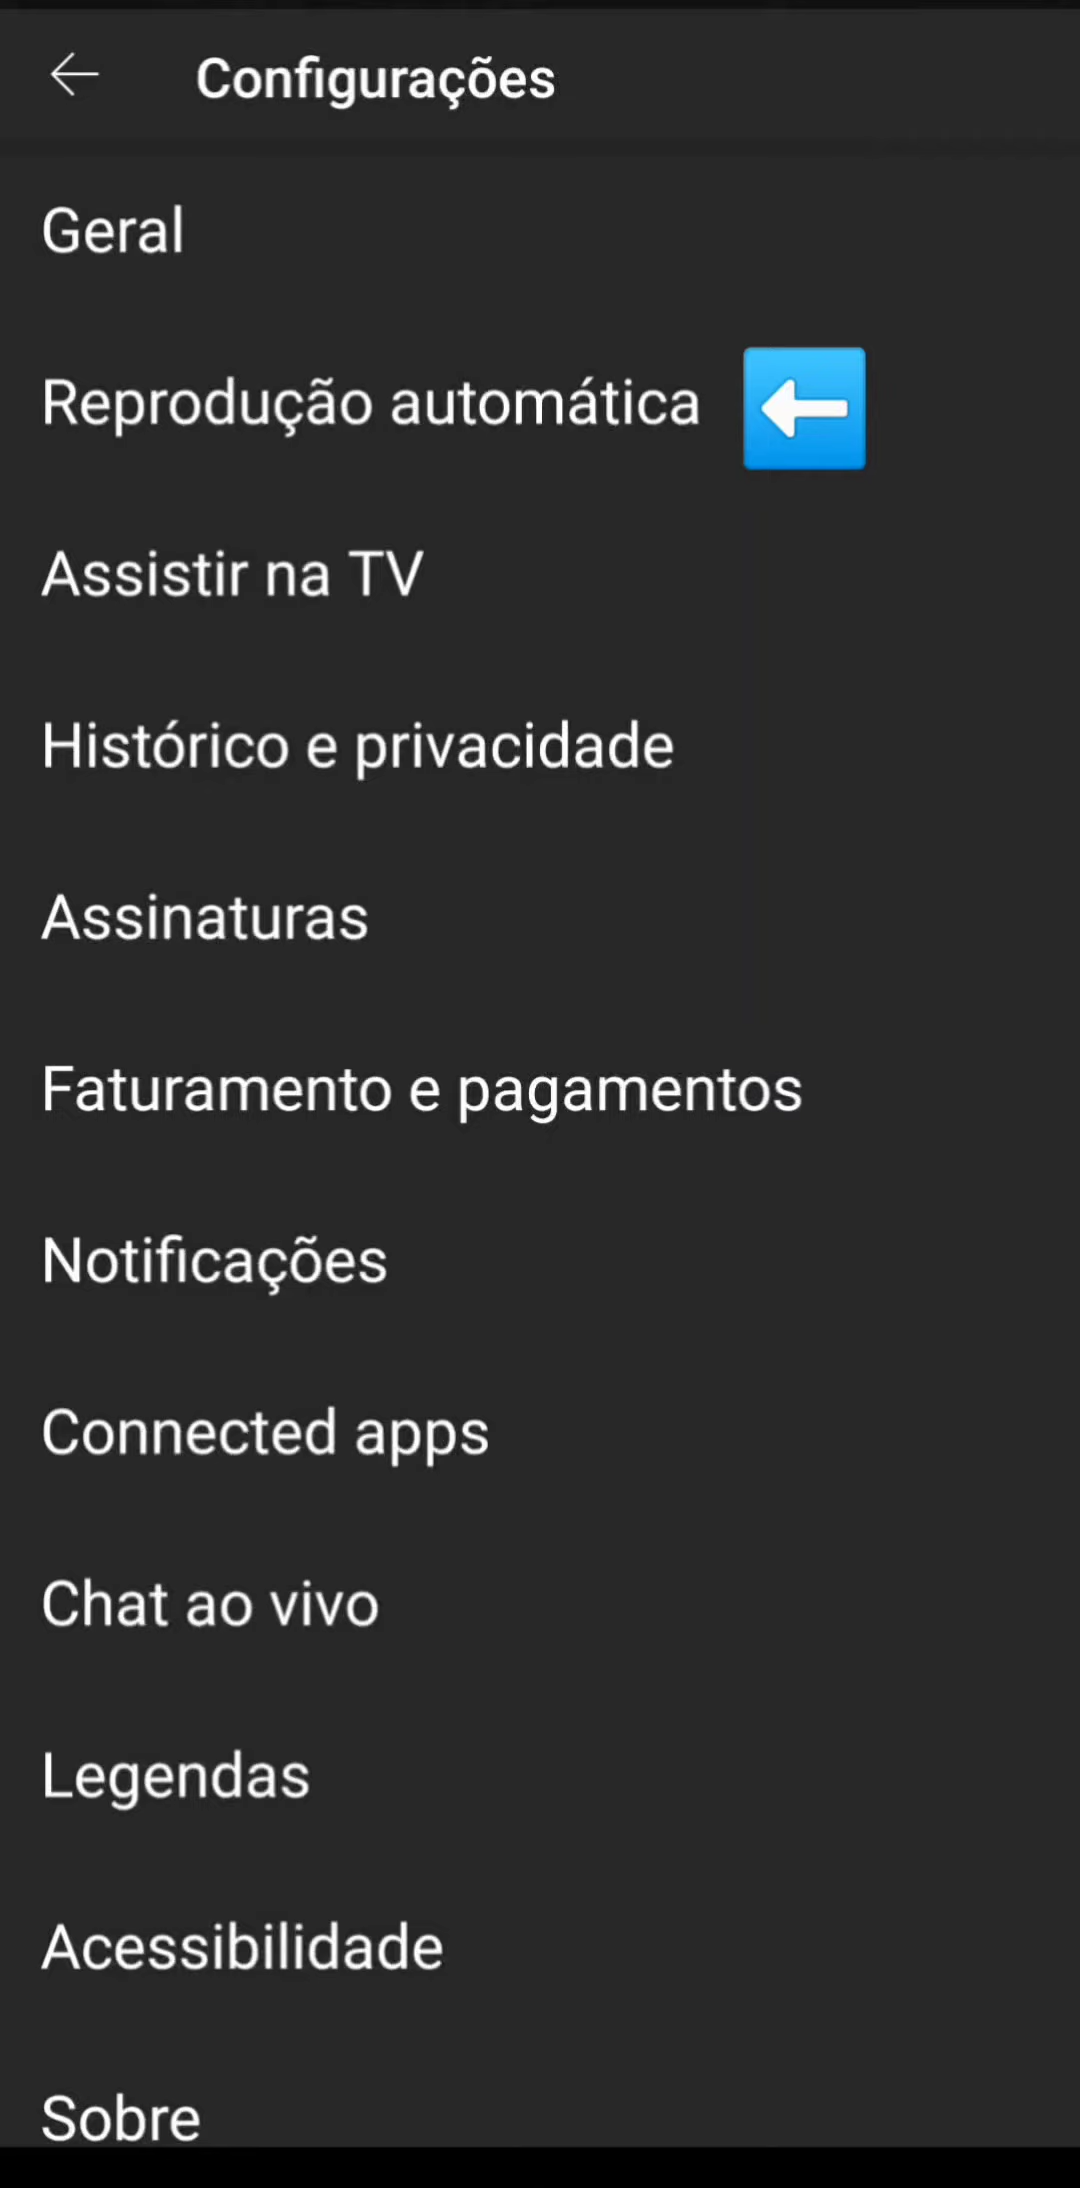 Configurações
Geral
Reprodução automática
Assistir na TV
Histórico e privacidade
Assinaturas
Faturamento e pagamentos
Notificações
Connected apps
Chat ao vivo
Legendas
Acessibilidade
Sobre